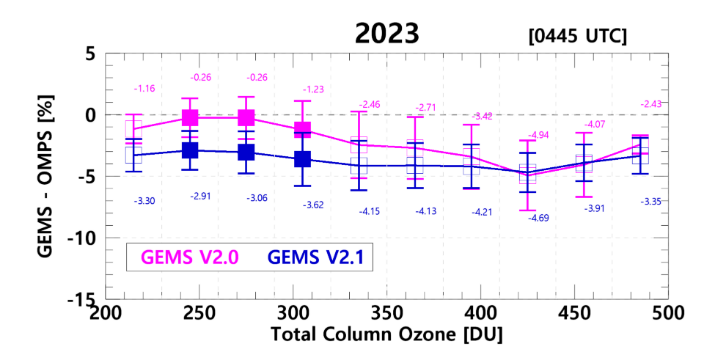 2023 [0445 UTC]
5
-1.16 -0.26 -0.26 -1.23 -2.46 -2.71 -3.42 -4.94 -4.07 -2.43
0
GEMS - OMPS [%]
-5
-3.30 -2.91 -3.06 -3.62 -4.15 -4.13 -4.21 -4.69 -3.91 -3.35
-10
GEMS V2.0 GEMS V2.1
-15
200 250 300 350 400 450 500
Total Column Ozone [DU]